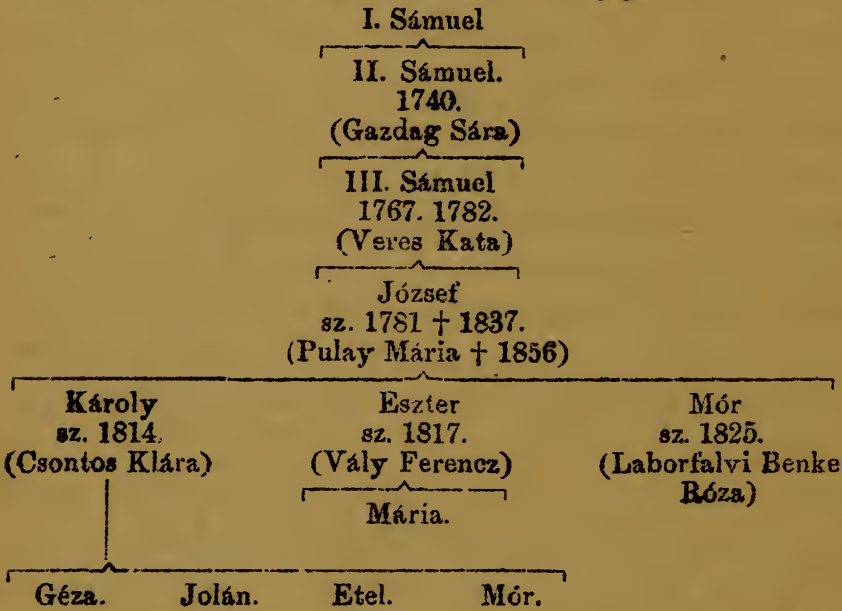 I. Sámuel
II. Sámuel.
1740.
(Gazdag Sára)
III. Sámuel
1767. 1782.
(Veres Kata)
József
sz. 1781 † 1837.
(Pulay Mária † 1856)
Károly
sz. 1814.
(Csontos Klára)
Eszter
sz. 1817.
(Vály Ferencz)
Mária.
Mór
sz. 1825.
(Laborfalvi Benke
Róza)
Géza. Jolán. Etel. Mór.